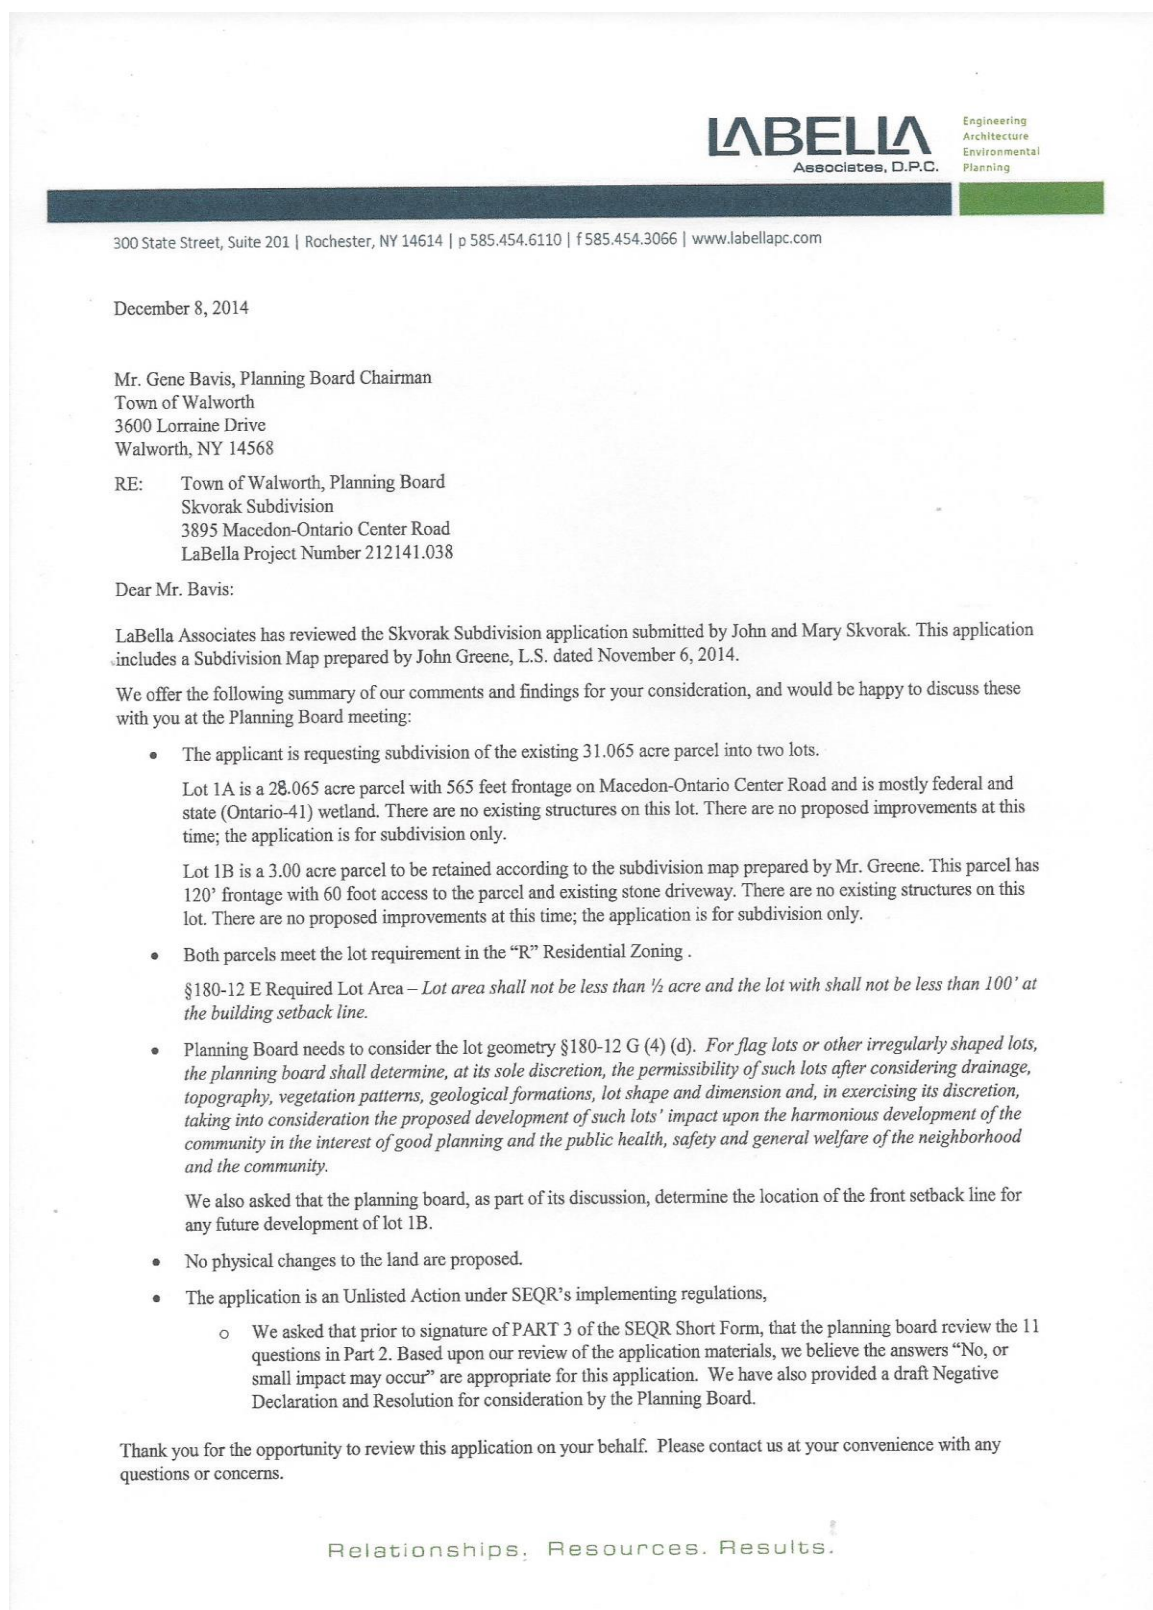 LABELLA
Associates, D.P.C.
Engineering
Architecture
Environmental
Planning
300 State Street, Suite 201 | Rochester, NY 14614 | p 585.454.6110 | f 585.454.3066 | www.labellapc.com
December 8, 2014
Mr. Gene Bavis, Planning Board Chairman
Town of Walworth
3600 Lorraine Drive
Walworth, NY 14568
RE: Town of Walworth, Planning Board
Skvorak Subdivision
3895 Macedon-Ontario Center Road
LaBella Project Number 212141.038
Dear Mr. Bavis:
LaBella Associates has reviewed the Skvorak Subdivision application submitted by John and Mary Skvorak. This application
includes a Subdivision Map prepared by John Greene, L.S. dated November 6, 2014.
We offer the following summary of our comments and findings for your consideration, and would be happy to discuss these
with you at the Planning Board meeting:
• The applicant is requesting subdivision of the existing 31.065 acre parcel into two lots.
Lot 1A is a 28.065 acre parcel with 565 feet frontage on Macedon-Ontario Center Road and is mostly federal and
state (Ontario-41) wetland. There are no existing structures on this lot. There are no proposed improvements at this
time; the application is for subdivision only.
Lot 1B is a 3.00 acre parcel to be retained according to the subdivision map prepared by Mr. Greene. This parcel has
120' frontage with 60 foot access to the parcel and existing stone driveway. There are no existing structures on this
lot. There are no proposed improvements at this time; the application is for subdivision only.
• Both parcels meet the lot requirement in the “R” Residential Zoning .
§180-12 E Required Lot Area – Lot area shall not be less than ½ acre and the lot with shall not be less than 100' at
the building setback line.
• Planning Board needs to consider the lot geometry §180-12 G (4) (d). For flag lots or other irregularly shaped lots,
the planning board shall determine, at its sole discretion, the permissibility of such lots after considering drainage,
topography, vegetation patterns, geological formations, lot shape and dimension and, in exercising its discretion,
taking into consideration the proposed development of such lots' impact upon the harmonious development of the
community in the interest of good planning and the public health, safety and general welfare of the neighborhood
and the community.
We also asked that the planning board, as part of its discussion, determine the location of the front setback line for
any future development of lot 1B.
• No physical changes to the land are proposed.
• The application is an Unlisted Action under SEQR's implementing regulations,
o We asked that prior to signature of PART 3 of the SEQR Short Form, that the planning board review the 11
questions in Part 2. Based upon our review of the application materials, we believe the answers “No, or
small impact may occur” are appropriate for this application. We have also provided a draft Negative
Declaration and Resolution for consideration by the Planning Board.
Thank you for the opportunity to review this application on your behalf. Please contact us at your convenience with any
questions or concerns.
Relationships. Resources. Results.